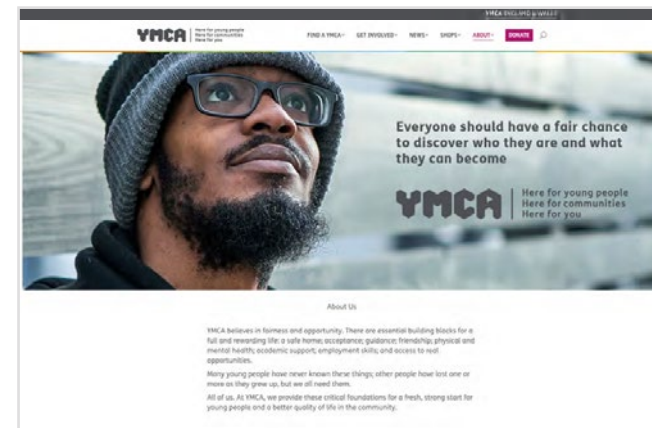 YMCA ENGLAND & WALES
YMCA
Here for young people
Here for communities
Here for you
FIND A YMCA
GET INVOLVED
NEWS
SHOPS
ABOUT
DONATE
Everyone should have a fair chance
to discover who they are and what
they can become
YMCA
Here for young people
Here for communities
Here for you
About Us
YMCA believes in fairness and opportunity. There are essential building blocks for a
full and rewarding life: a safe home; acceptance; guidance; friendship; physical and
mental health; academic support; employment skills; and access to real
opportunities.
Many young people have never known these things; other people have lost one or
more as they grew up, but we all need them.
All of us. At YMCA, we provide these critical foundations for a fresh, strong start for
young people and a better quality of life in the community.